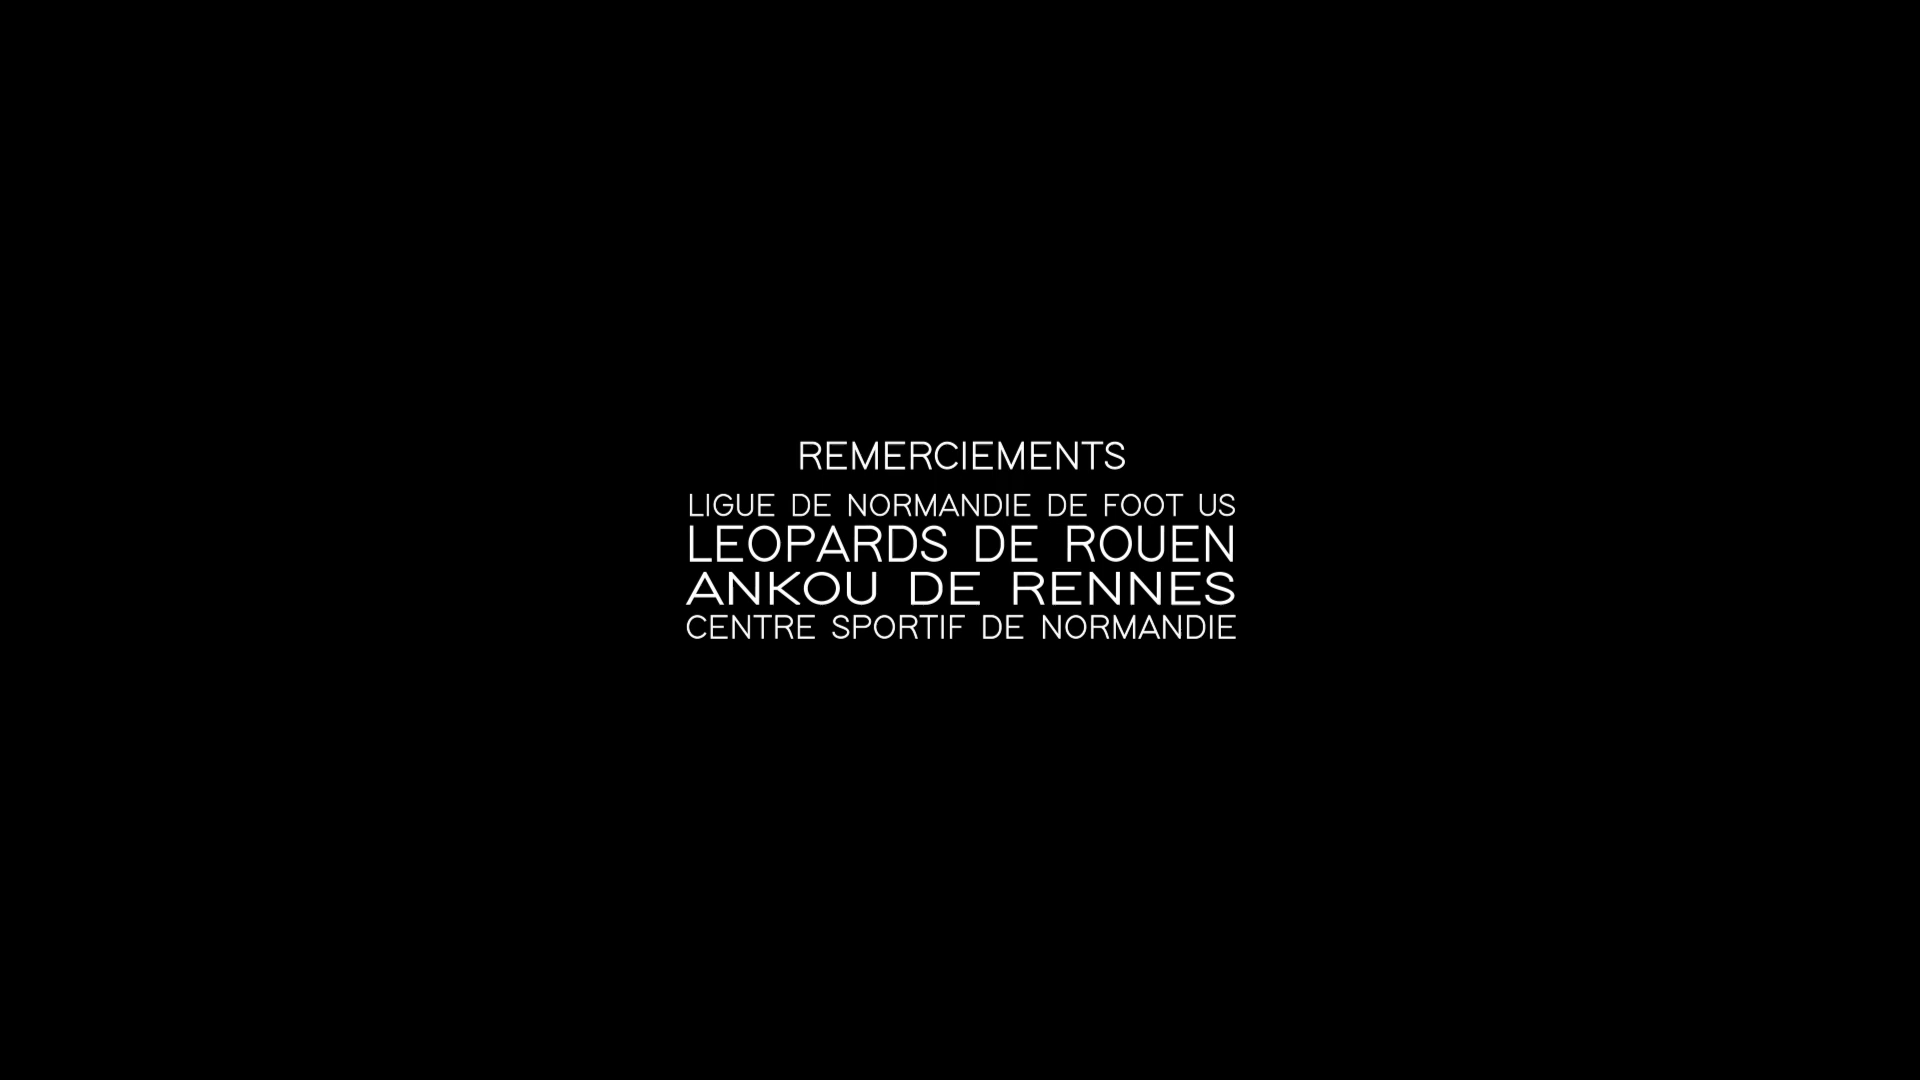 REMERCIEMENTS
LIGUE DE NORMANDIE DE FOOT US
LEOPARDS DE ROUEN
ANKOU DE RENNES
CENTRE SPORTIF DE NORMANDIE